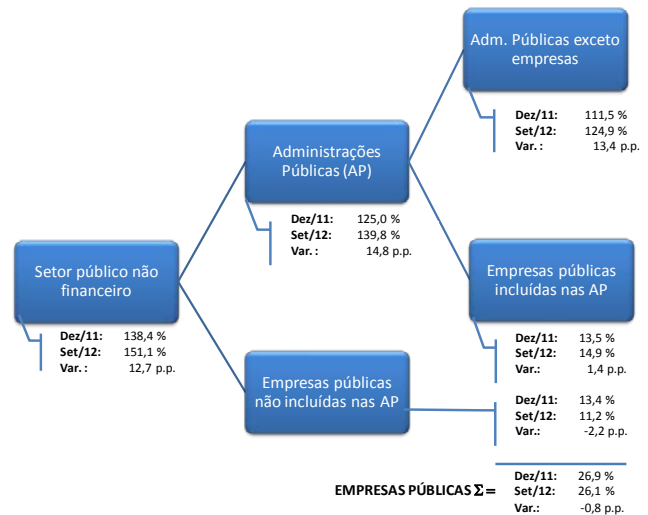 Adm. Públicas exceto
empresas
Dez/11: 111,5 %
Set/12: 124,9 %
Var. : 13,4 p.p.
Administrações
Públicas (AP)
Dez/11: 125,0 %
Set/12: 139,8 %
Var. : 14,8 p.p.
Setor público não
financeiro
Dez/11: 138,4 %
Set/12: 151,1 %
Var. : 12,7 p.p.
Empresas públicas
incluídas nas AP
Dez/11: 13,5 %
Set/12: 14,9 %
Var.: 1,4 p.p.
Empresas públicas
não incluídas nas AP
Dez/11: 13,4 %
Set/12: 11,2 %
Var.: -2,2 p.p.
EMPRESAS PÚBLICAS Σ =
Dez/11: 26,9 %
Set/12: 26,1 %
Var.: -0,8 p.p.